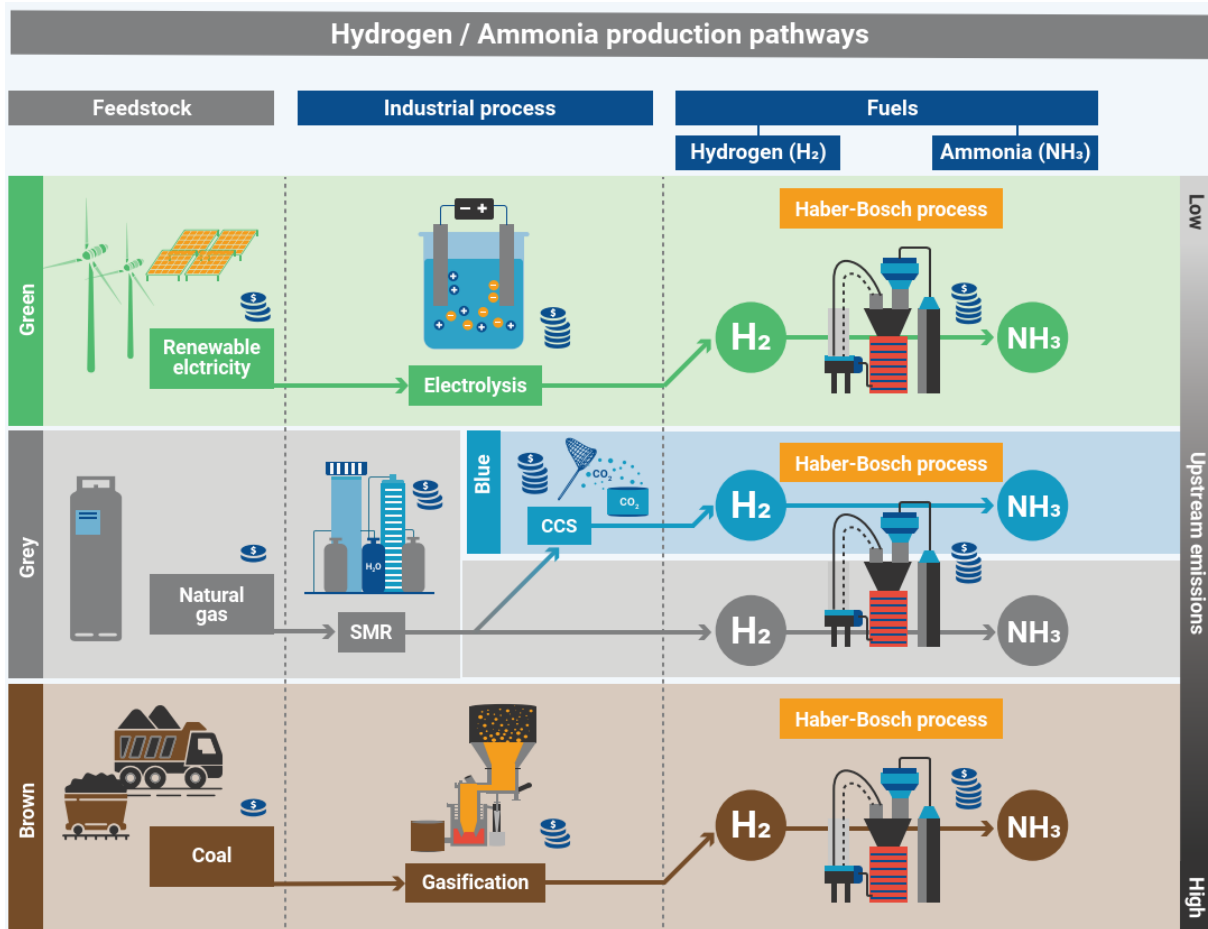 Hydrogen / Ammonia production pathways
Feedstock
Industrial process
Fuels
Hydrogen (H₂)
Ammonia (NH₃)
Green
Renewable
elctricity
$
- +
$
Electrolysis
H₂
Haber-Bosch process
$
NH₃
Low
Grey
Natural
gas
$
H₂O
$
SMR
Blue
$
CO₂
CO₂
CCS
H₂
Haber-Bosch process
NH₃
$
H₂
NH₃
Upstream emissions
Brown
Coal
$
Gasification
$
H₂
Haber-Bosch process
$
NH₃
High